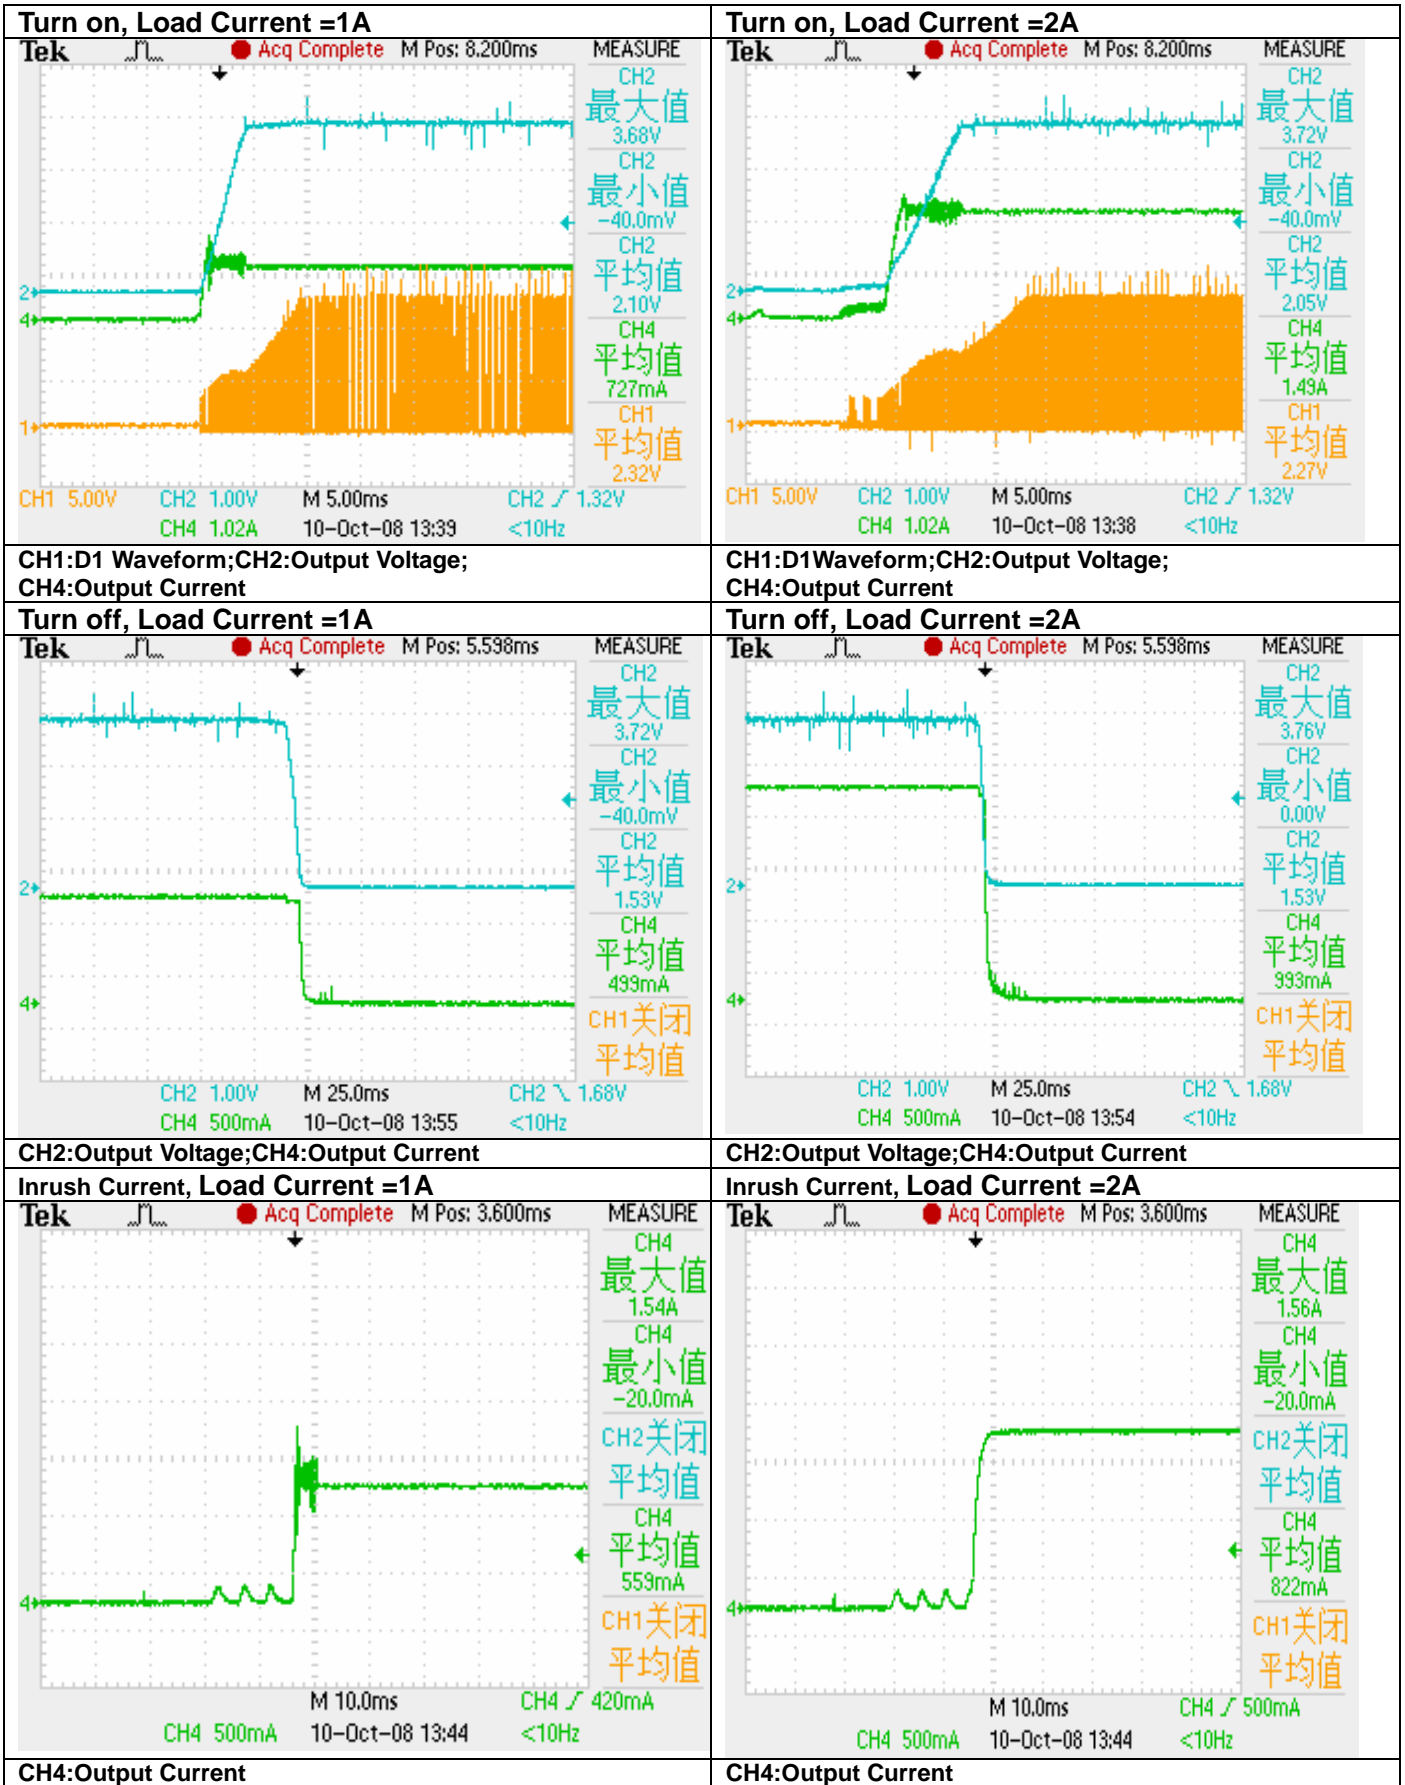 Turn on, Load Current =1A
Tek Acq Complete M Pos: 8.200ms MEASURE
CH2
最大值
3.68V
CH2
最小值
-40.0mV
CH2
平均值
2.10V
CH4
平均值
727mA
CH1
平均值
2.32V
2
4
1
CH1 5.00V CH2 1.00V M 5.00ms CH2 1.32V
CH4 1.02A 10-Oct-08 13:39 <10Hz
CH1:D1 Waveform;CH2:Output Voltage;
CH4:Output Current
Turn on, Load Current =2A
Tek Acq Complete M Pos: 8.200ms MEASURE
CH2
最大值
3.72V
CH2
最小值
-40.0mV
CH2
平均值
2.05V
CH4
平均值
1.49A
CH1
平均值
2.27V
2
4
1
CH1 5.00V CH2 1.00V M 5.00ms CH2 1.32V
CH4 1.02A 10-Oct-08 13:38 <10Hz
CH1:D1Waveform;CH2:Output Voltage;
CH4:Output Current
Turn off, Load Current =1A
Tek Acq Complete M Pos: 5.598ms MEASURE
CH2
最大值
3.72V
CH2
最小值
-40.0mV
CH2
平均值
1.53V
CH4
平均值
499mA
CH1关闭
平均值
2
4
CH2 1.00V M 25.0ms CH2 1.68V
CH4 500mA 10-Oct-08 13:55 <10Hz
CH2:Output Voltage;CH4:Output Current
Turn off, Load Current =2A
Tek Acq Complete M Pos: 5.598ms MEASURE
CH2
最大值
3.76V
CH2
最小值
0.00V
CH2
平均值
1.53V
CH4
平均值
993mA
CH1关闭
平均值
2
4
CH2 1.00V M 25.0ms CH2 1.68V
CH4 500mA 10-Oct-08 13:54 <10Hz
CH2:Output Voltage;CH4:Output Current
Inrush Current, Load Current =1A
Tek Acq Complete M Pos: 3.600ms MEASURE
CH4
最大值
1.54A
CH4
最小值
-20.0mA
CH2关闭
平均值
CH4
平均值
559mA
CH1关闭
平均值
4
M 10.0ms CH4 420mA
CH4 500mA 10-Oct-08 13:44 <10Hz
CH4:Output Current
Inrush Current, Load Current =2A
Tek Acq Complete M Pos: 3.600ms MEASURE
CH4
最大值
1.56A
CH4
最小值
-20.0mA
CH2关闭
平均值
CH4
平均值
822mA
CH1关闭
平均值
4
M 10.0ms CH4 500mA
CH4 500mA 10-Oct-08 13:44 <10Hz
CH4:Output Current